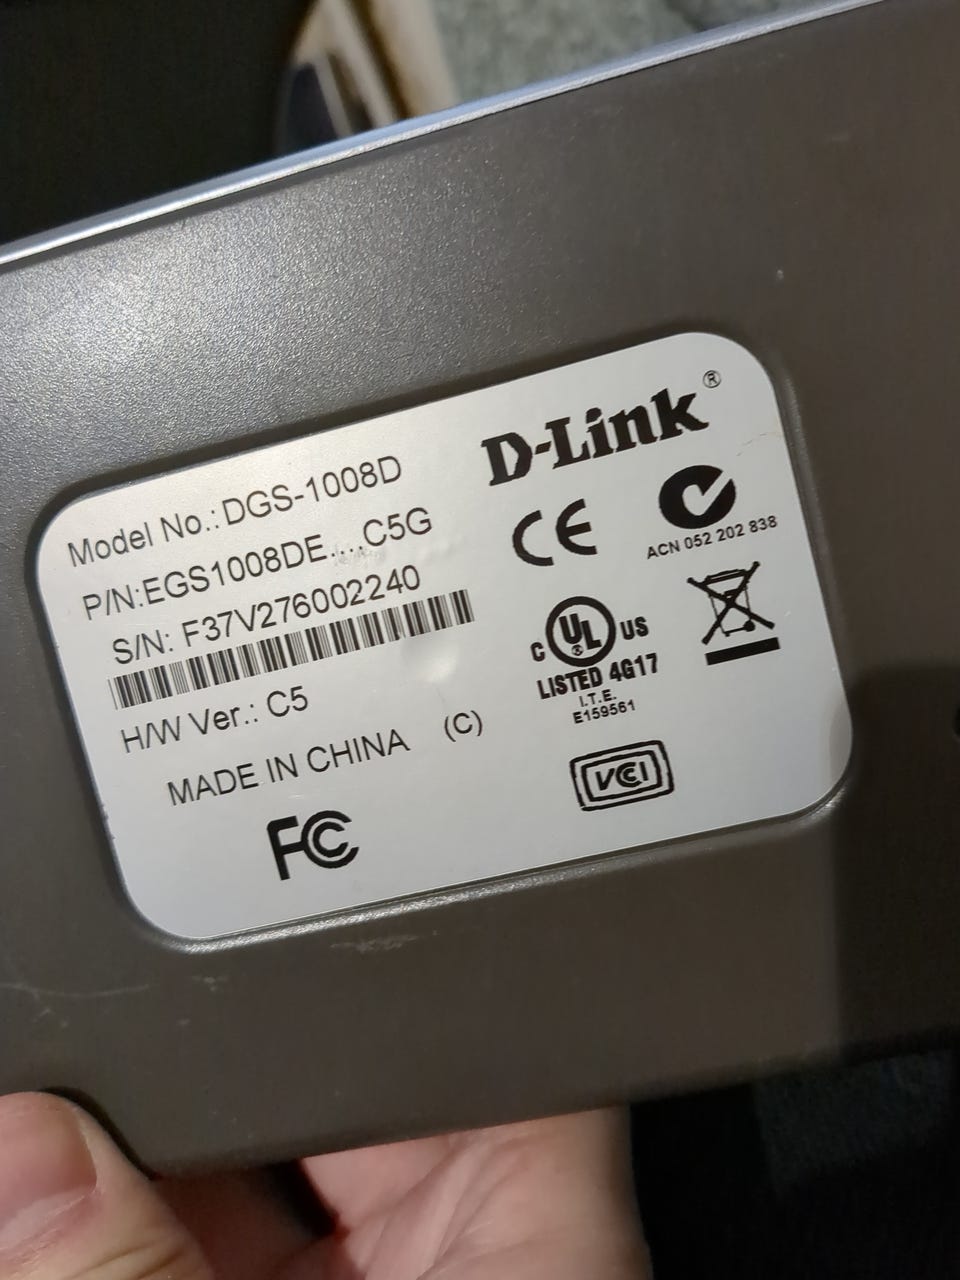 D-Link®
Model No.: DGS-1008D
P/N:EGS1008DE....C5G
S/N: F37V276002240
H/W Ver.: C5
MADE IN CHINA (C)
FC
CE
ACN 052 202 838
C UL® US
LISTED 4G17
I.T.E.
E159561
VCCI